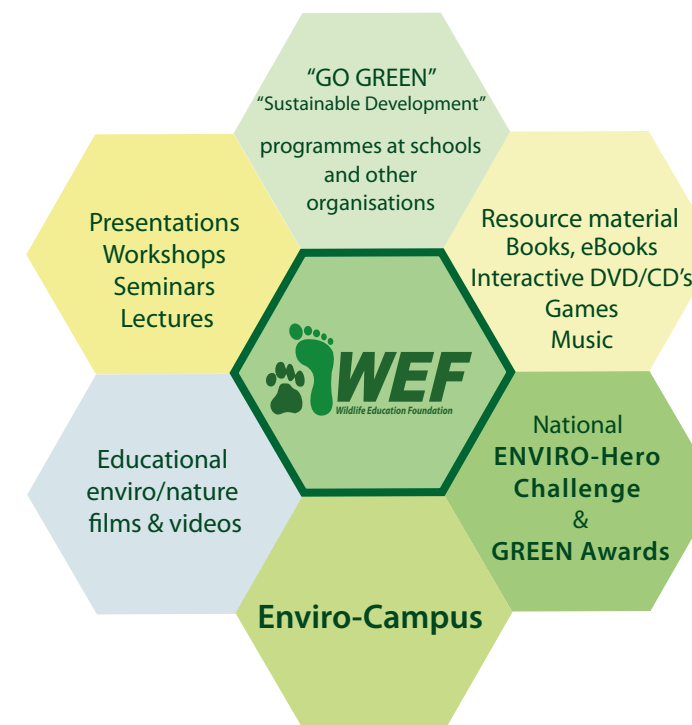 “GO GREEN”
“Sustainable Development”
programmes at schools
and other
organisations
Presentations
Workshops
Seminars
Lectures
Resource material
Books, eBooks
Interactive DVD/CD's
Games
Music
WEF
Wildlife Education Foundation
Educational
enviro/nature
films & videos
National
ENVIRO-Hero
Challenge
&
GREEN Awards
Enviro-Campus